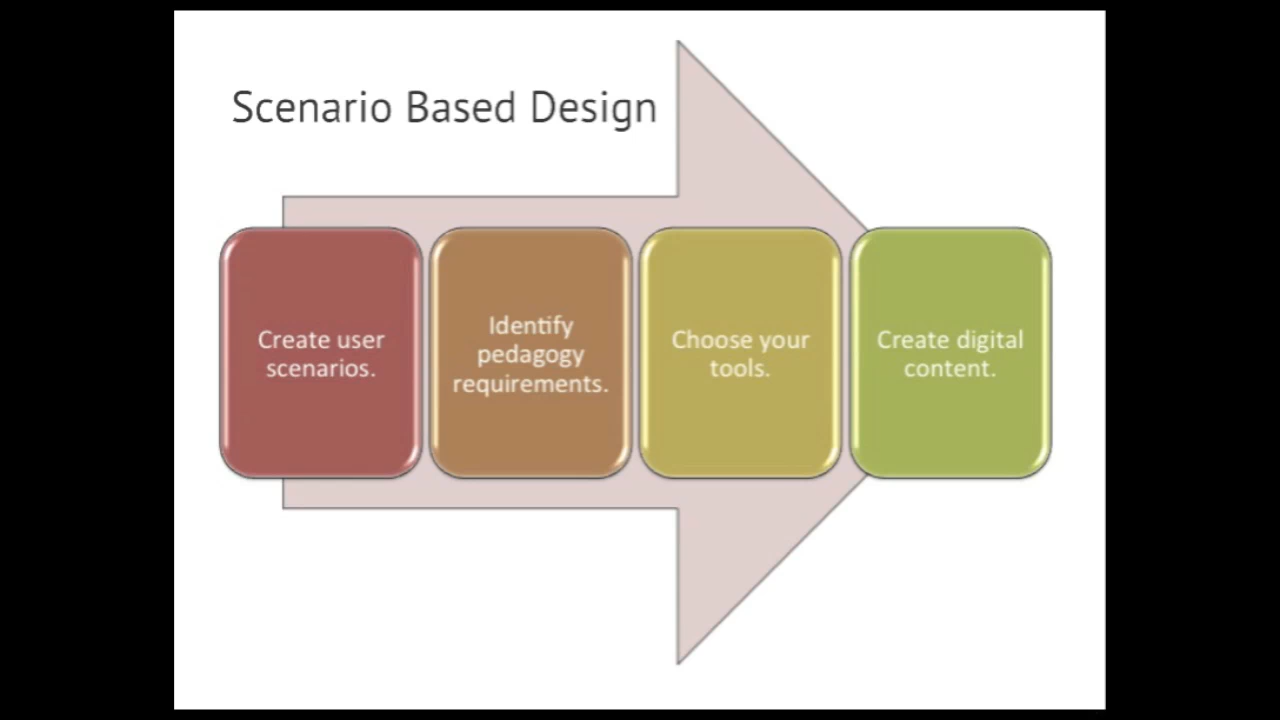 Scenario Based Design
Create user
scenarios.
Identify
pedagogy
requirements.
Choose your
tools.
Create digital
content.